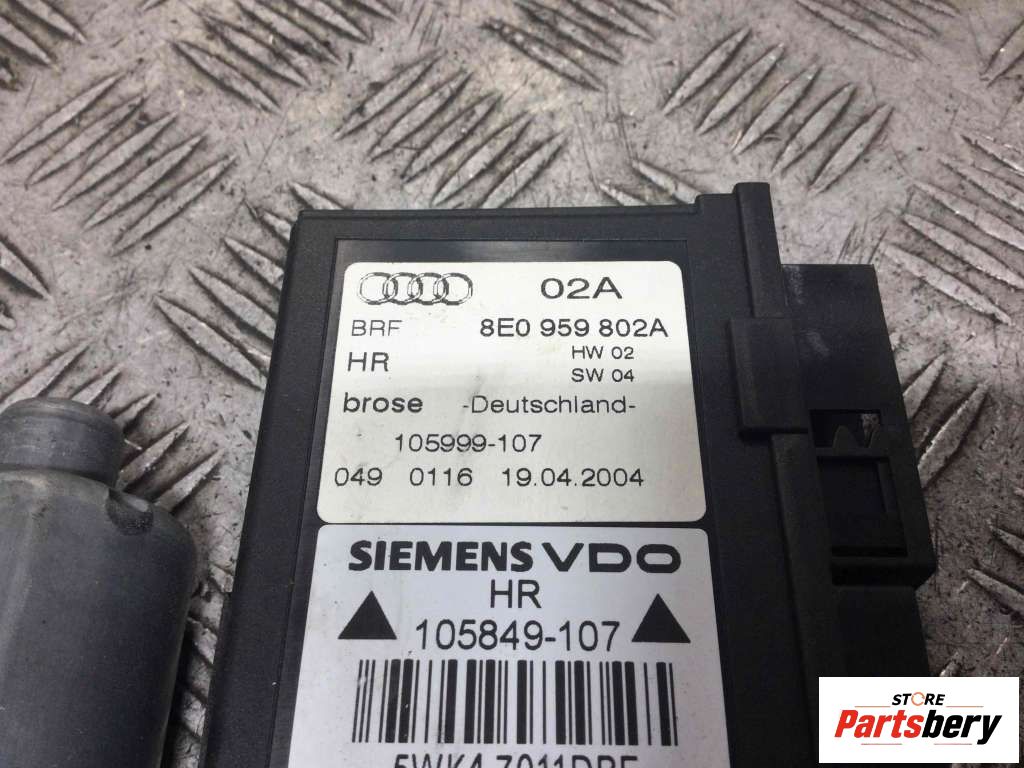 02A
BRF 8E0 959 802A
HR HW 02
SW 04
brose -Deutschland-
105999-107
049 0116 19.04.2004
SIEMENS VDO
HR
105849-107
STORE
Partsbery